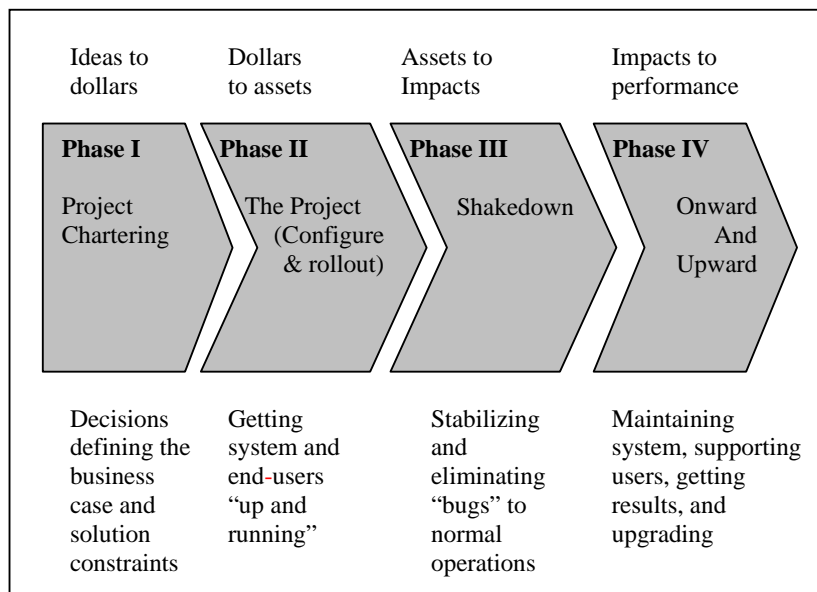 Ideas to
dollars
Dollars
to assets
Assets to
Impacts
Impacts to
performance
Phase I
Project
Chartering
Phase II
The Project
(Configure
& rollout)
Phase III
Shakedown
Phase IV
Onward
And
Upward
Decisions
defining the
business
case and
solution
constraints
Getting
system and
end-users
“up and
running”
Stabilizing
and
eliminating
“bugs” to
normal
operations
Maintaining
system, supporting
users, getting
results, and
upgrading